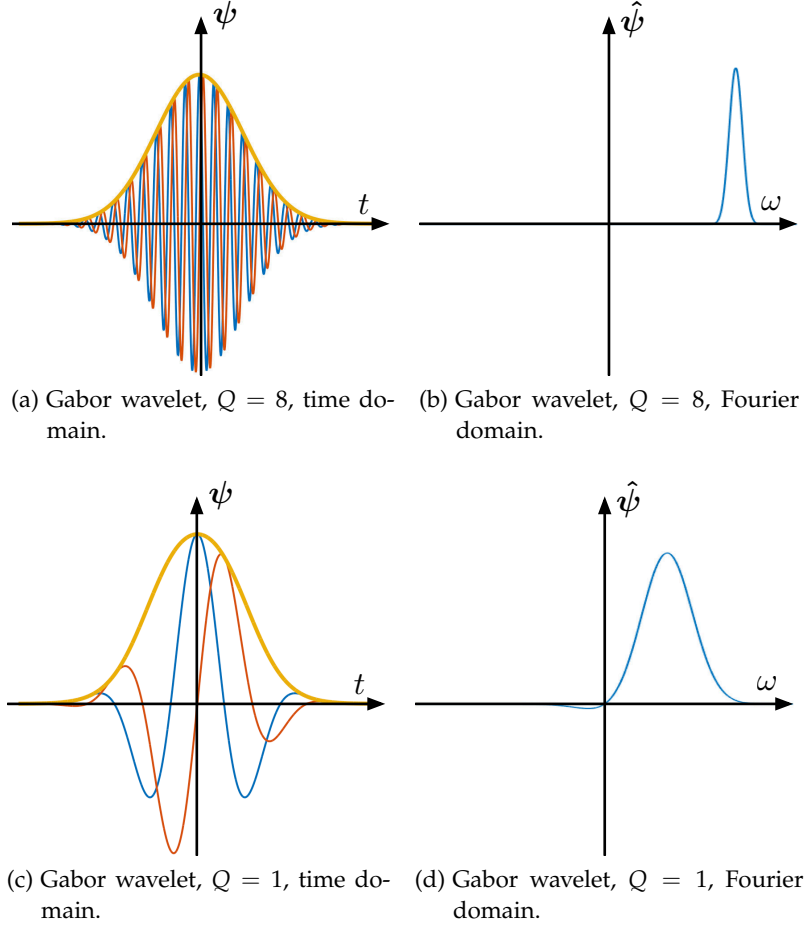 ψ
ψ̂
t
ω
(a) Gabor wavelet, Q = 8, time do-
main.
(b) Gabor wavelet, Q = 8, Fourier
domain.
ψ
ψ̂
t
ω
(c) Gabor wavelet, Q = 1, time do-
main.
(d) Gabor wavelet, Q = 1, Fourier
domain.